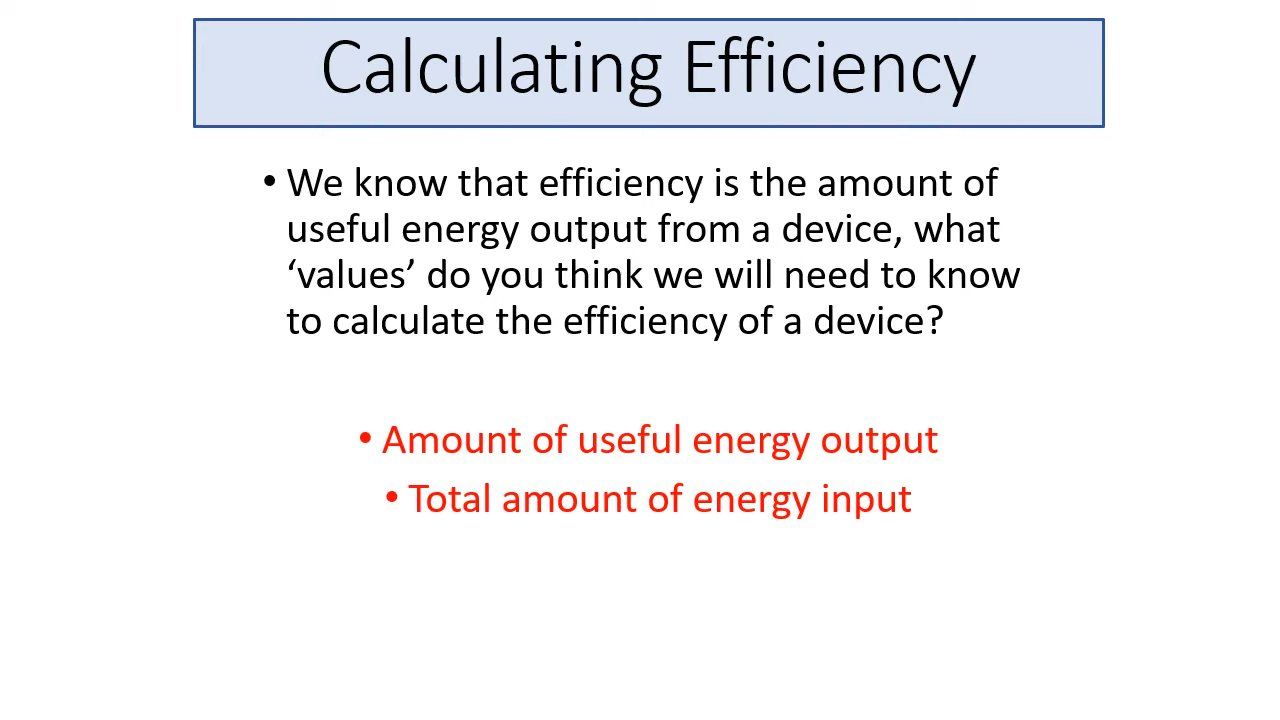 Calculating Efficiency
• We know that efficiency is the amount of
useful energy output from a device, what
‘values’ do you think we will need to know
to calculate the efficiency of a device?
• Amount of useful energy output
• Total amount of energy input